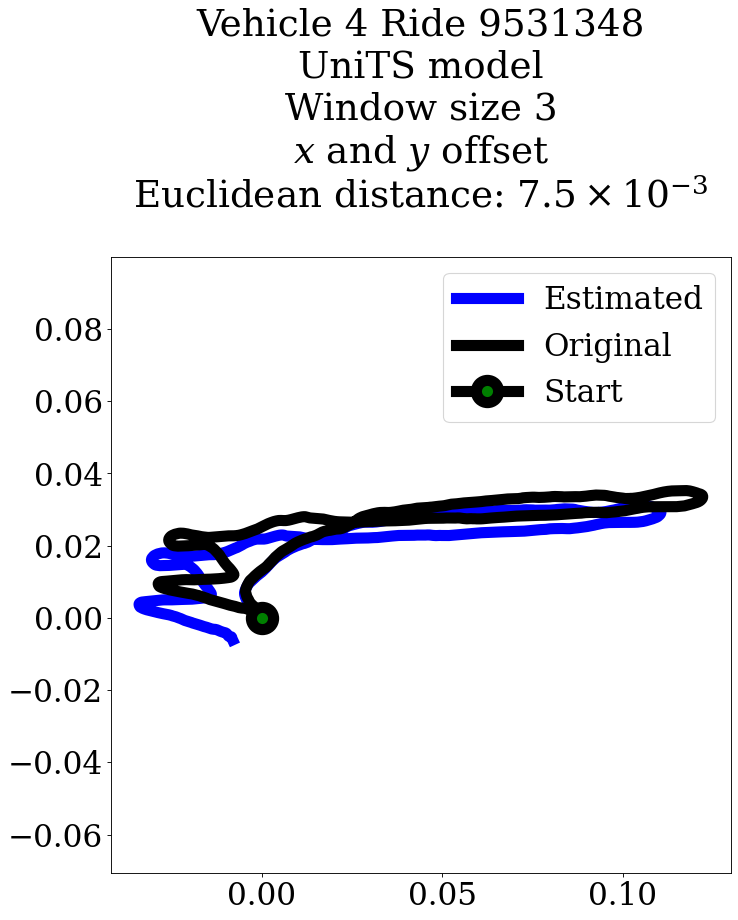 Vehicle 4 Ride 9531348
UniTS model
Window size 3
x and y offset
Euclidean distance: 7.5 × 10⁻³
Estimated
Original
Start
0.08
0.06
0.04
0.02
0.00
−0.02
−0.04
−0.06
0.00 0.05 0.10